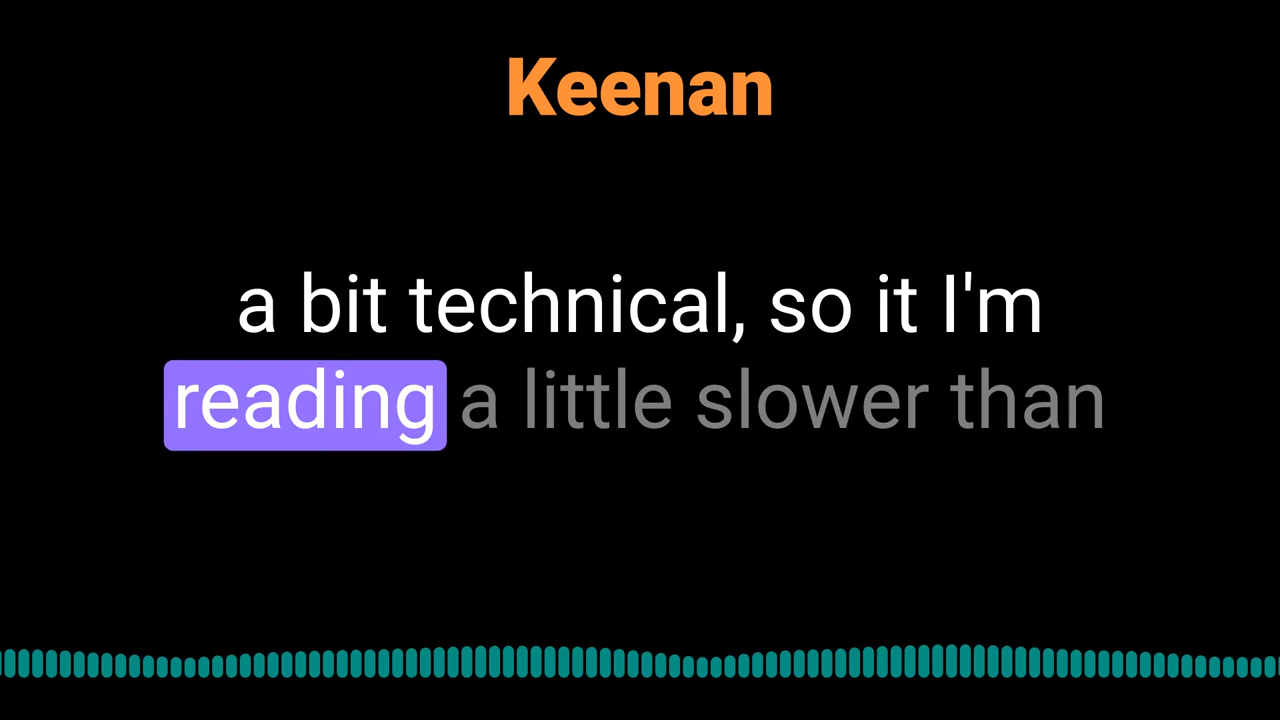 Keenan
a bit technical, so it I'm
reading a little slower than